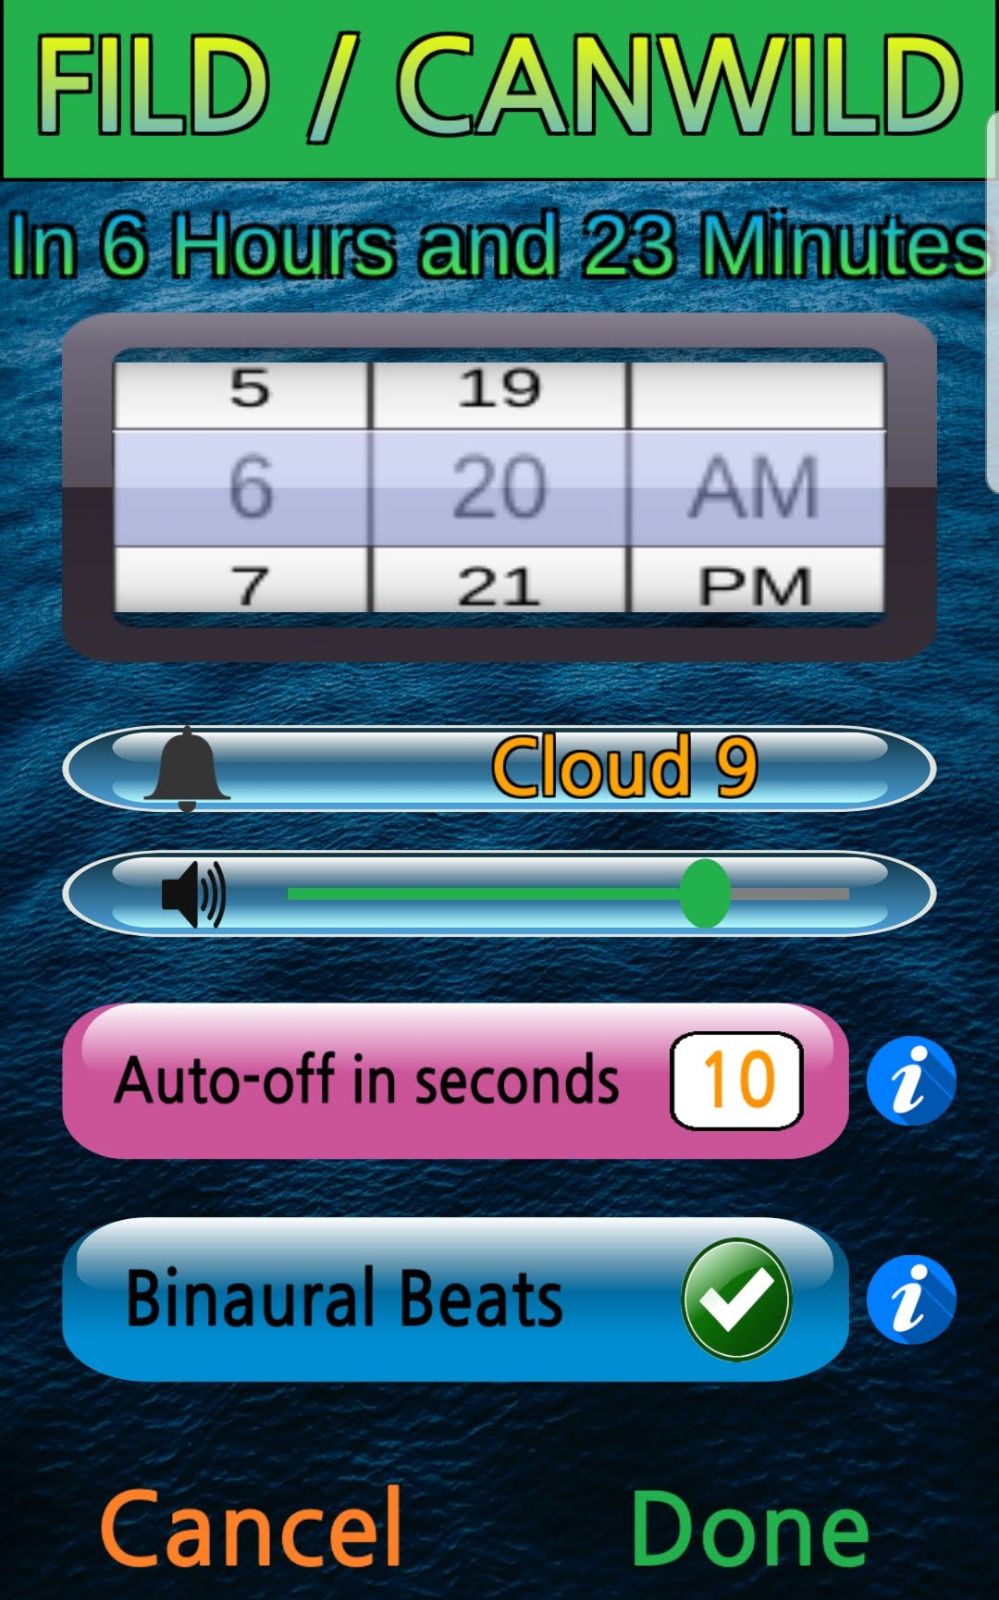 FILD / CANWILD
In 6 Hours and 23 Minutes
5 19
6 20 AM
7 21 PM
Cloud 9
Auto-off in seconds 10
Binaural Beats
Cancel Done